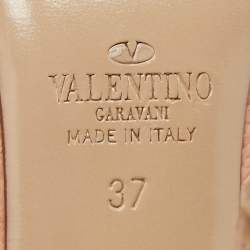 VALENTINO
GARAVANI
MADE IN ITALY
37